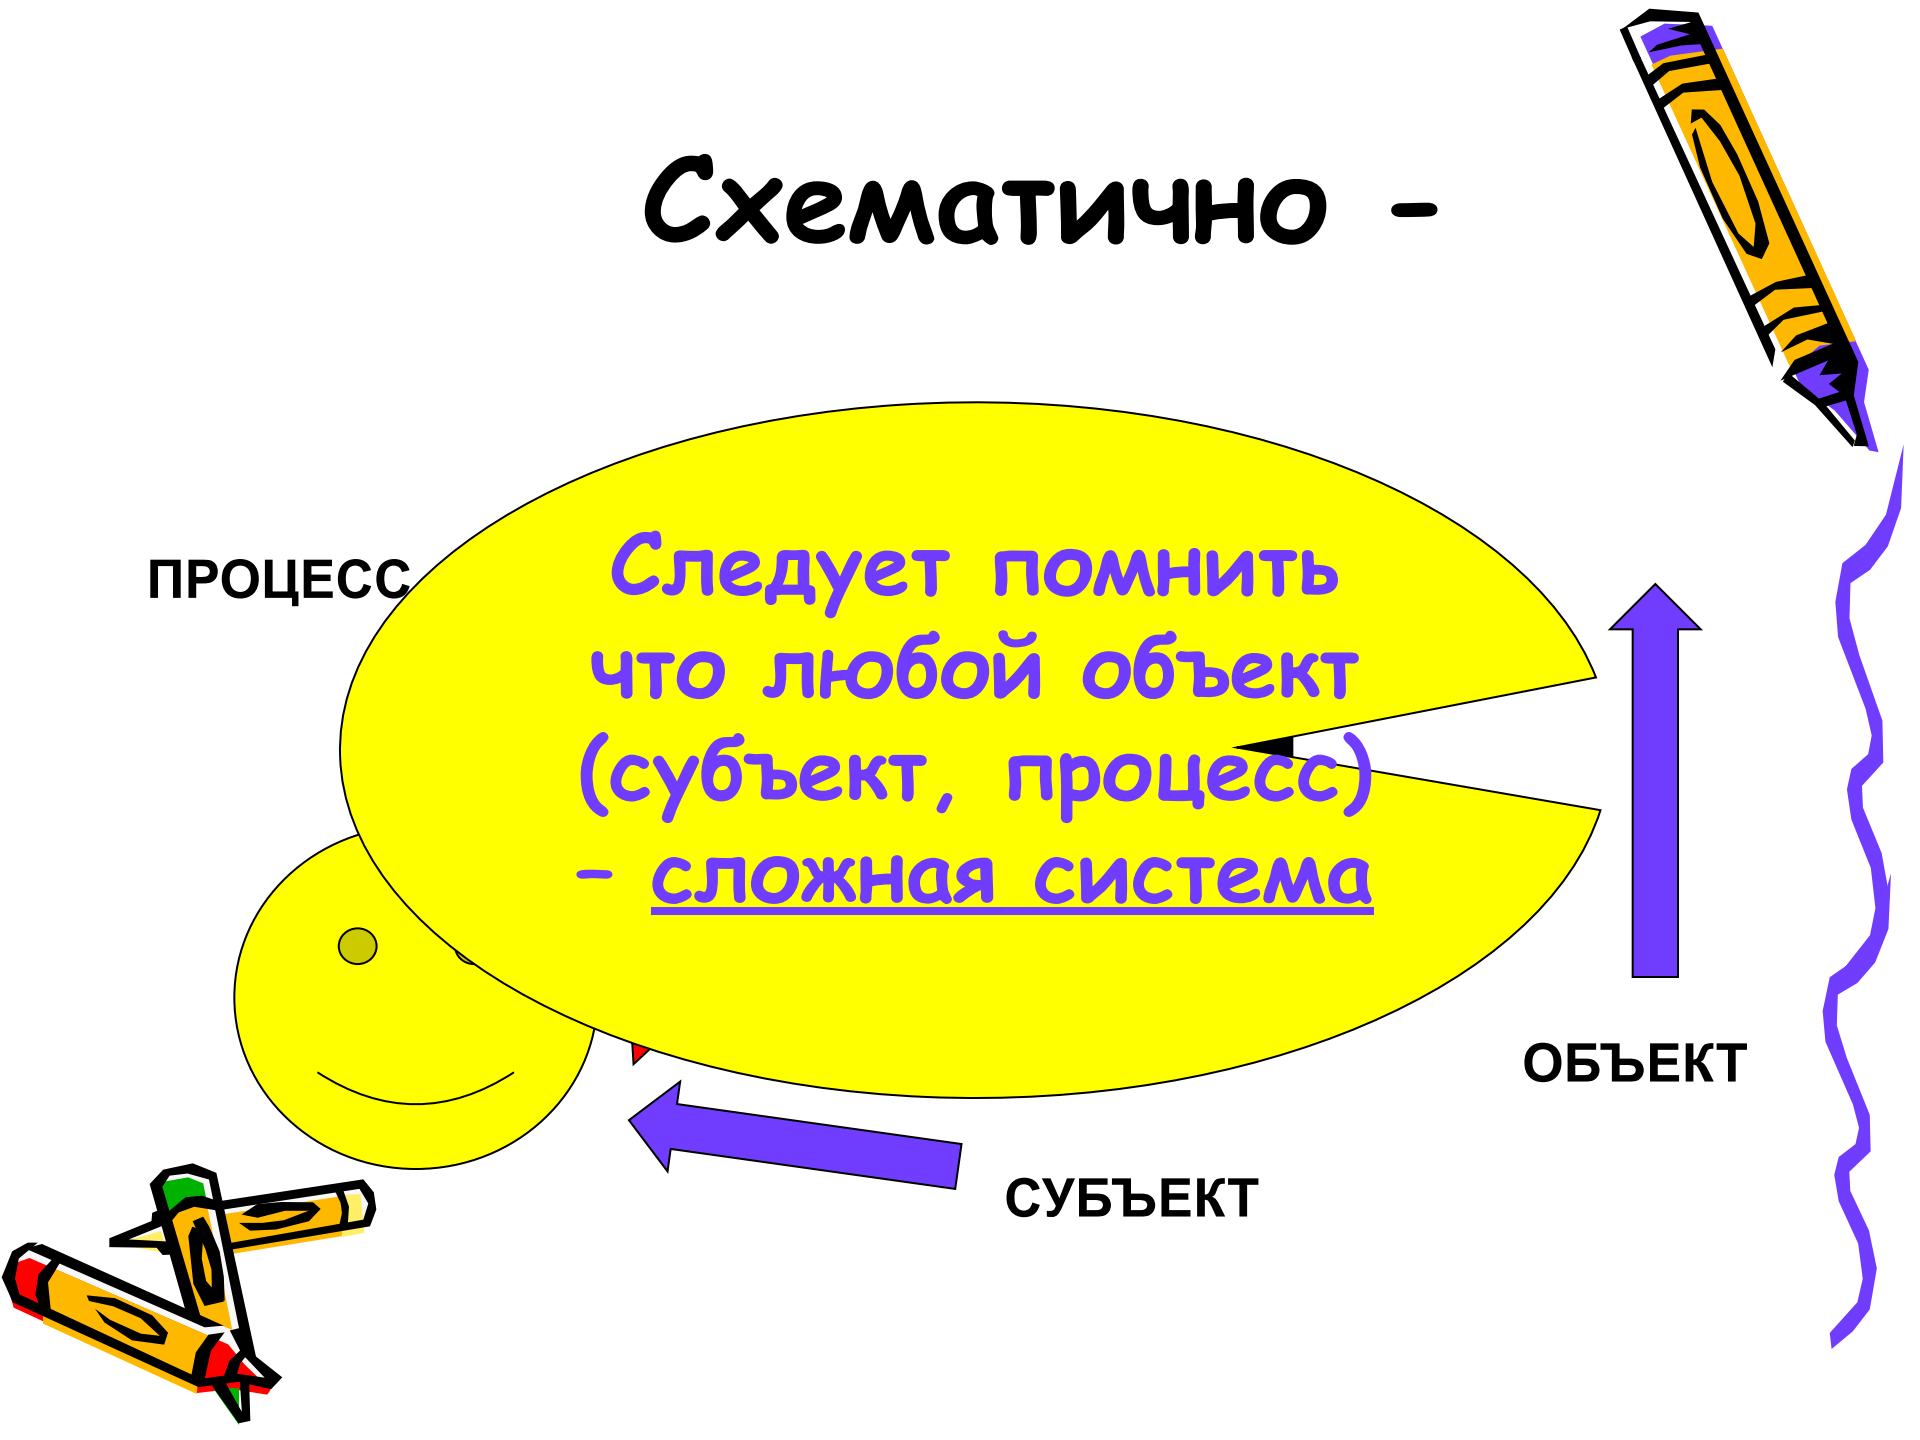 Схематично -
ПРОЦЕСС
Следует помнить
что любой объект
(субъект, процесс)
– сложная система
ОБЪЕКТ
СУБЪЕКТ